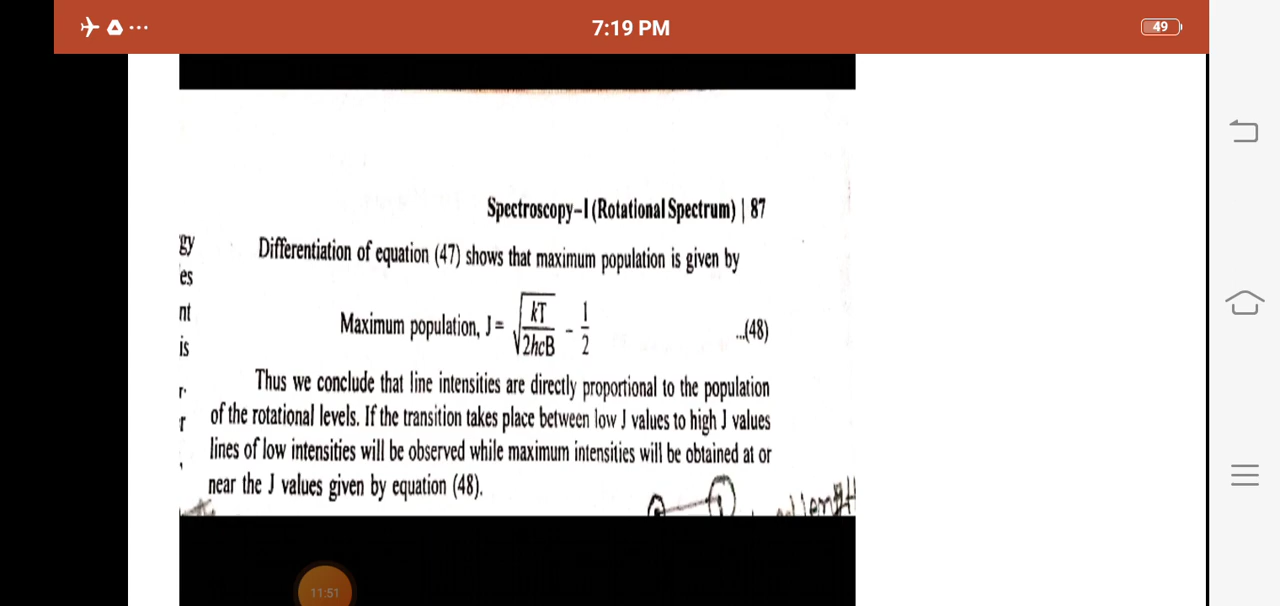 7:19 PM
49
Spectroscopy-I (Rotational Spectrum) | 87
gy
es
nt
is
r
r
Differentiation of equation (47) shows that maximum population is given by
Maximum population, J = √(kT/2hcB) - 1/2 ...(48)
Thus we conclude that line intensities are directly proportional to the population
of the rotational levels. If the transition takes place between low J values to high J values
lines of low intensities will be observed while maximum intensities will be obtained at or
near the J values given by equation (48).
11:51